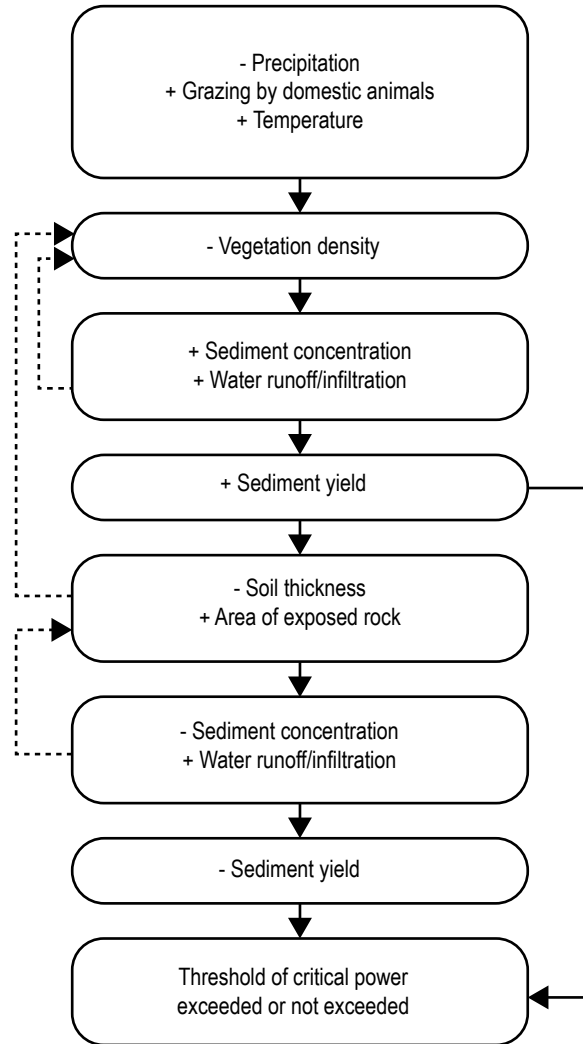 - Precipitation
+ Grazing by domestic animals
+ Temperature
- Vegetation density
+ Sediment concentration
+ Water runoff/infiltration
+ Sediment yield
- Soil thickness
+ Area of exposed rock
- Sediment concentration
+ Water runoff/infiltration
- Sediment yield
Threshold of critical power
exceeded or not exceeded